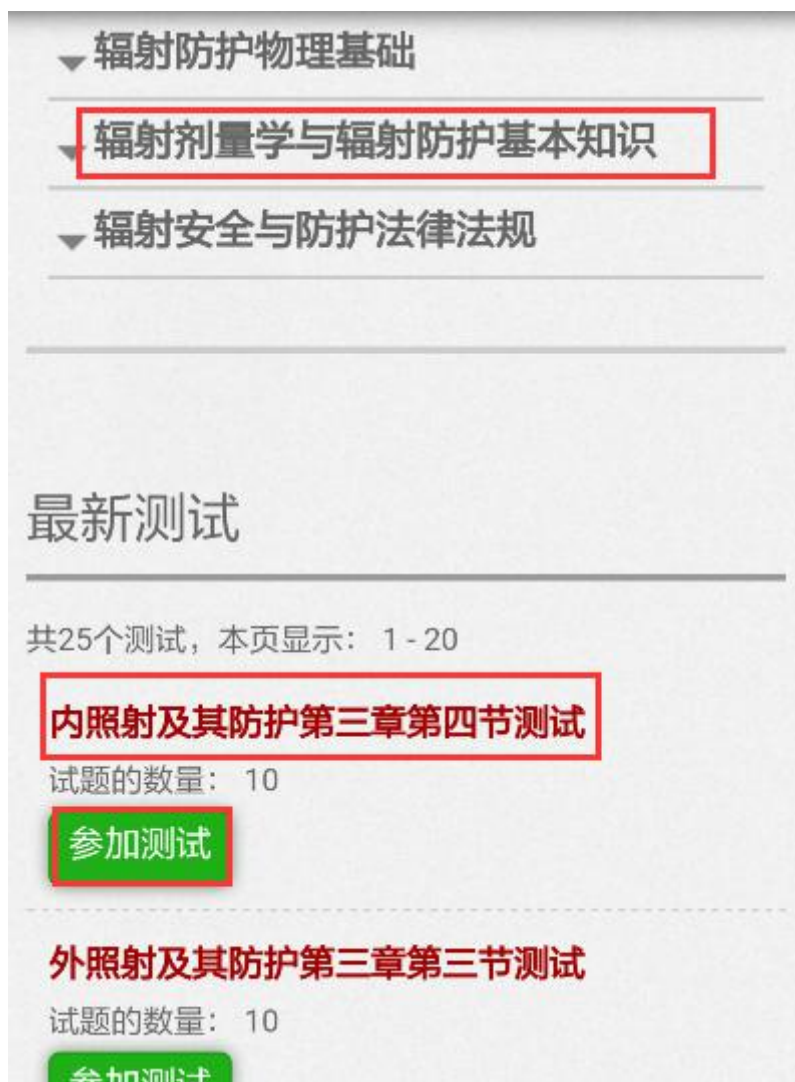 辐射防护物理基础
辐射剂量学与辐射防护基本知识
辐射安全与防护法律法规
最新测试
共25个测试，本页显示： 1 - 20
内照射及其防护第三章第四节测试
试题的数量： 10
参加测试
外照射及其防护第三章第三节测试
试题的数量： 10
参加测试